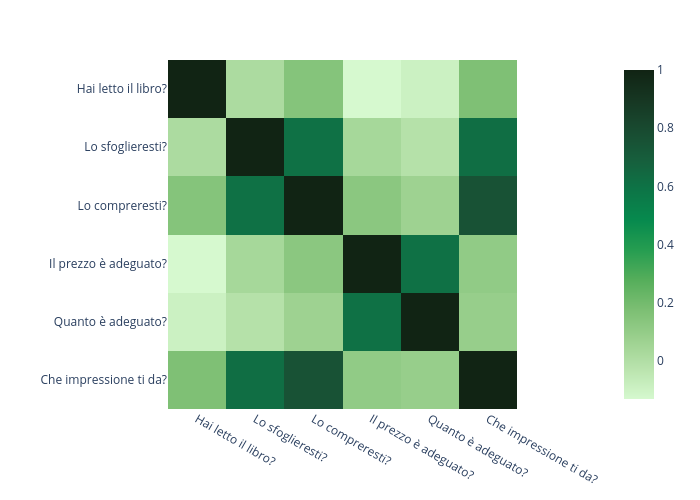 Hai letto il libro?
Lo sfoglieresti?
Lo compreresti?
Il prezzo è adeguato?
Quanto è adeguato?
Che impressione ti da?
Hai letto il libro?
Lo sfoglieresti?
Lo compreresti?
Il prezzo è adeguato?
Quanto è adeguato?
Che impressione ti da?
1
0.8
0.6
0.4
0.2
0